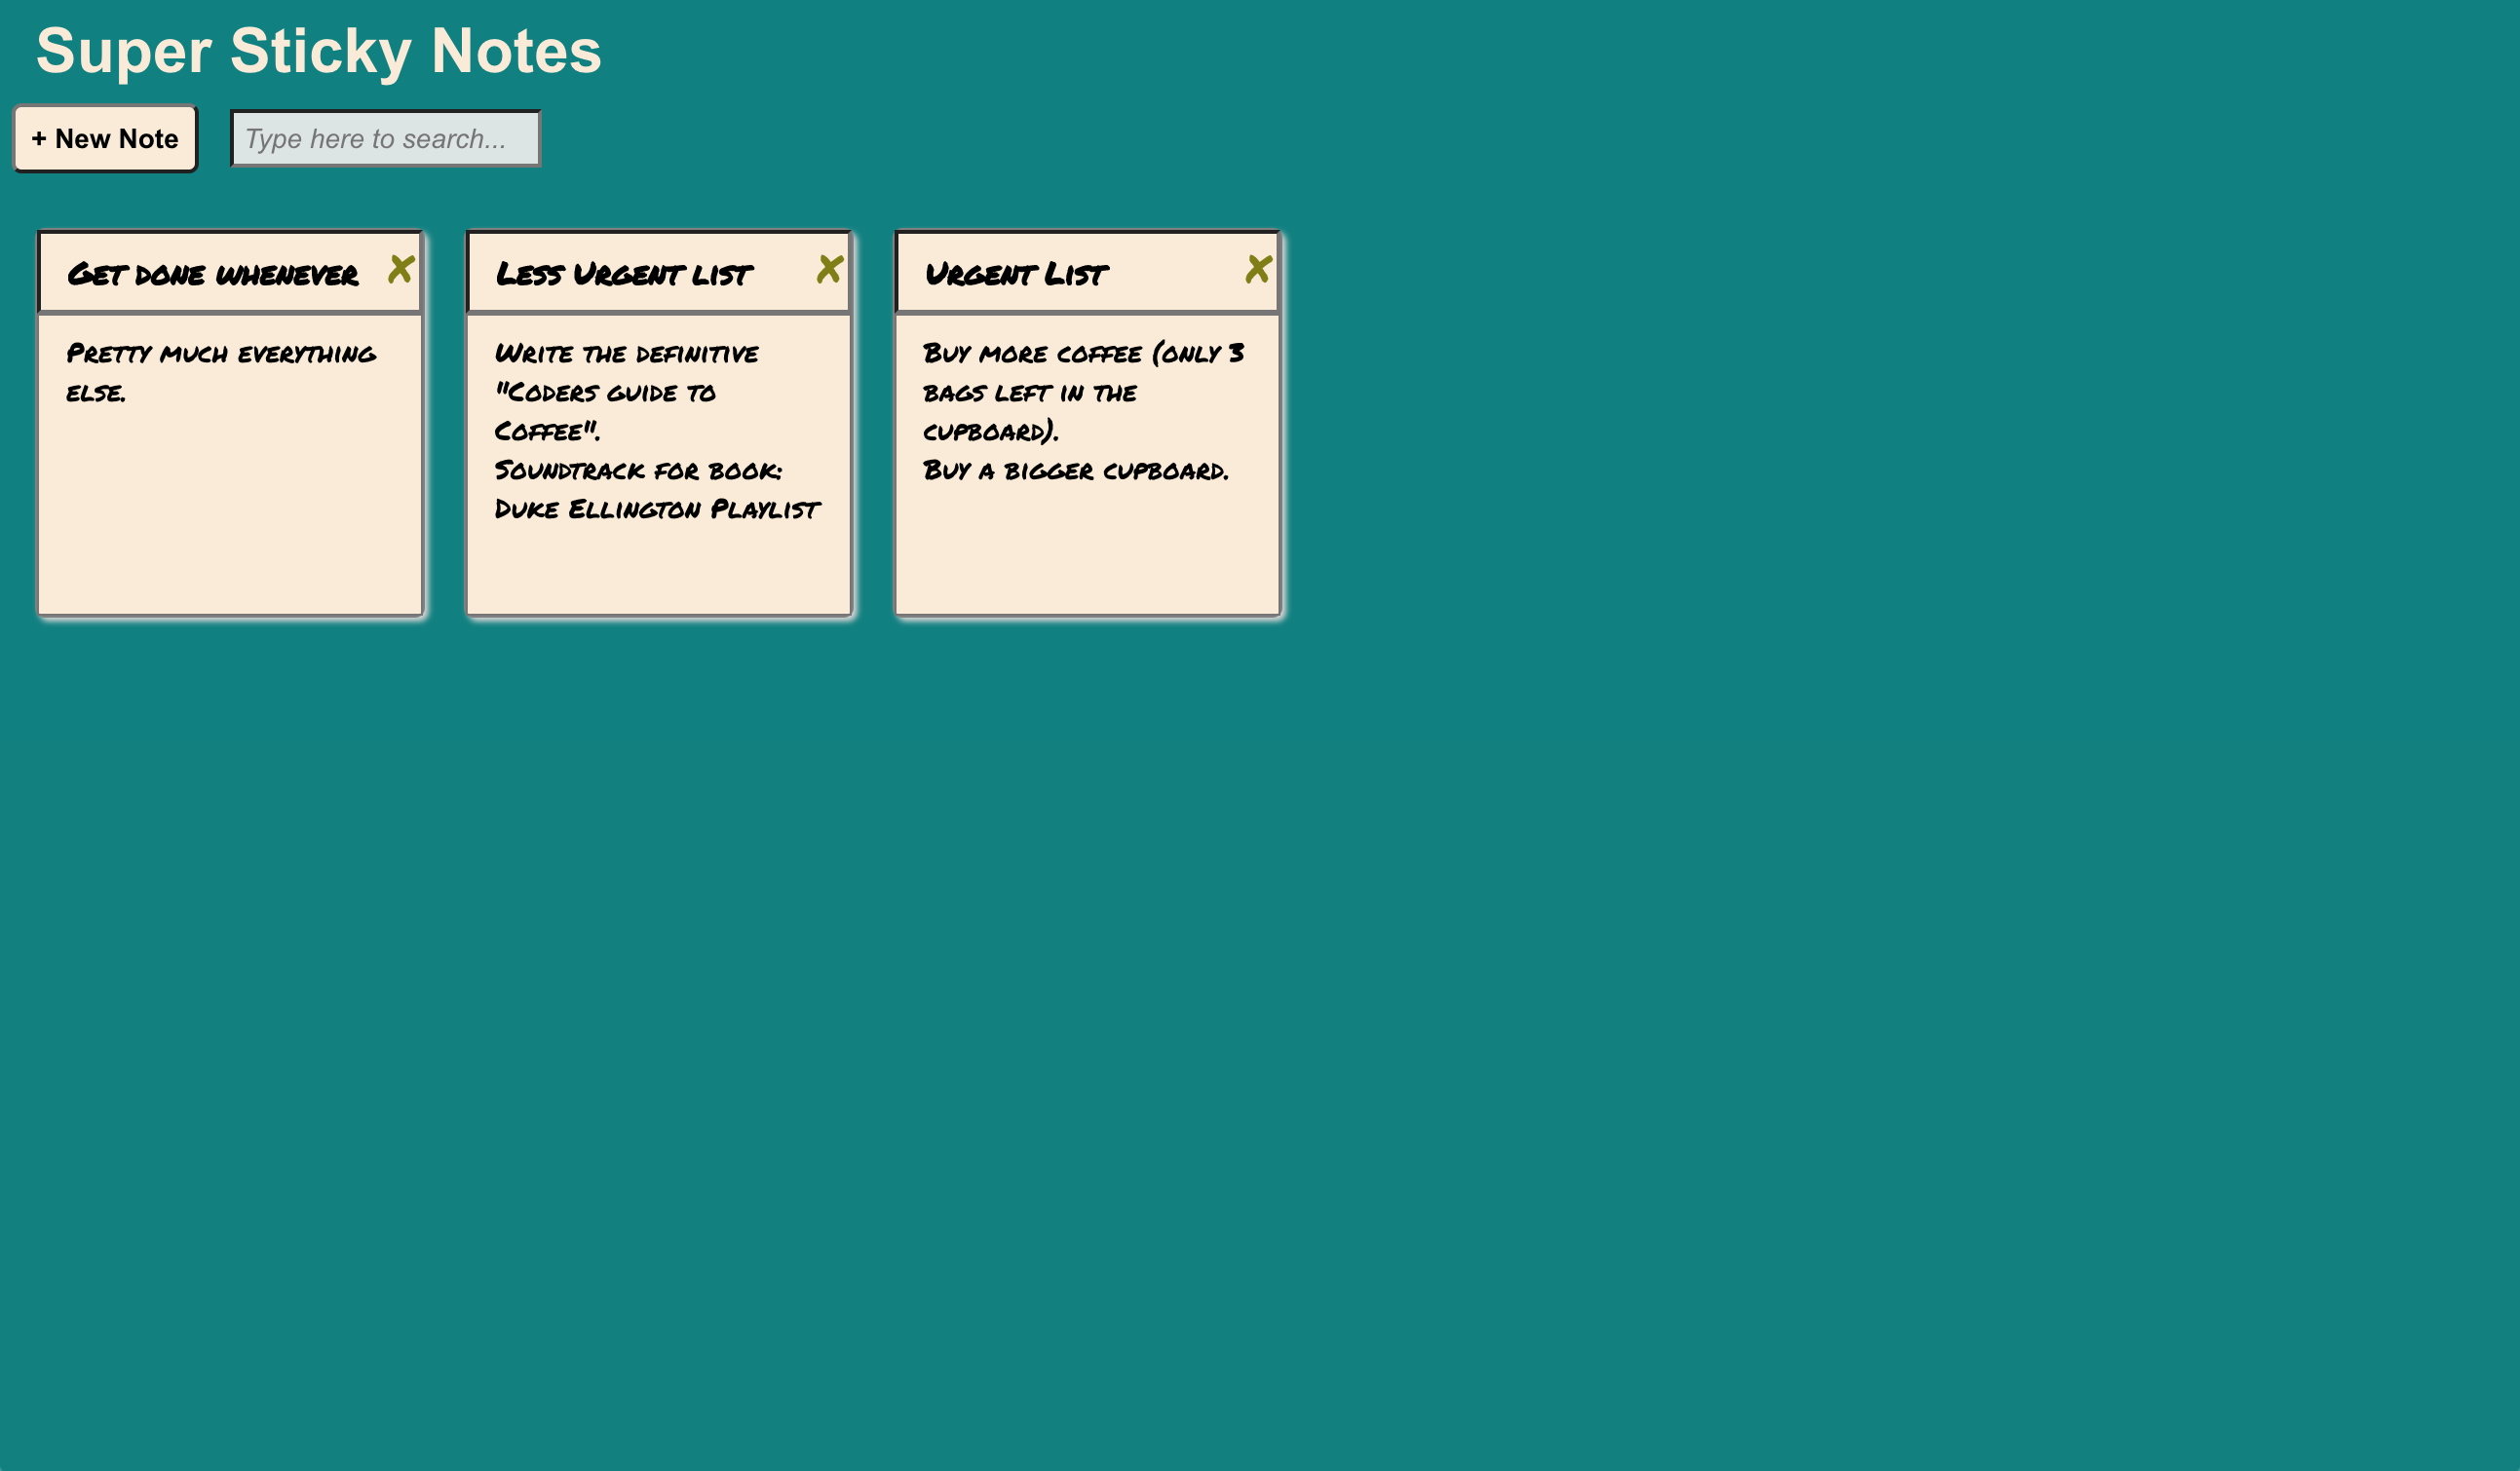 Super Sticky Notes
+ New Note
Type here to search...
Get done whenever
Pretty much everything
else.
Less Urgent list
Write the definitive
"Coders guide to
Coffee".
Soundtrack for book:
Duke Ellington Playlist
Urgent List
Buy more coffee (only 3
bags left in the
cupboard).
Buy a bigger cupboard.